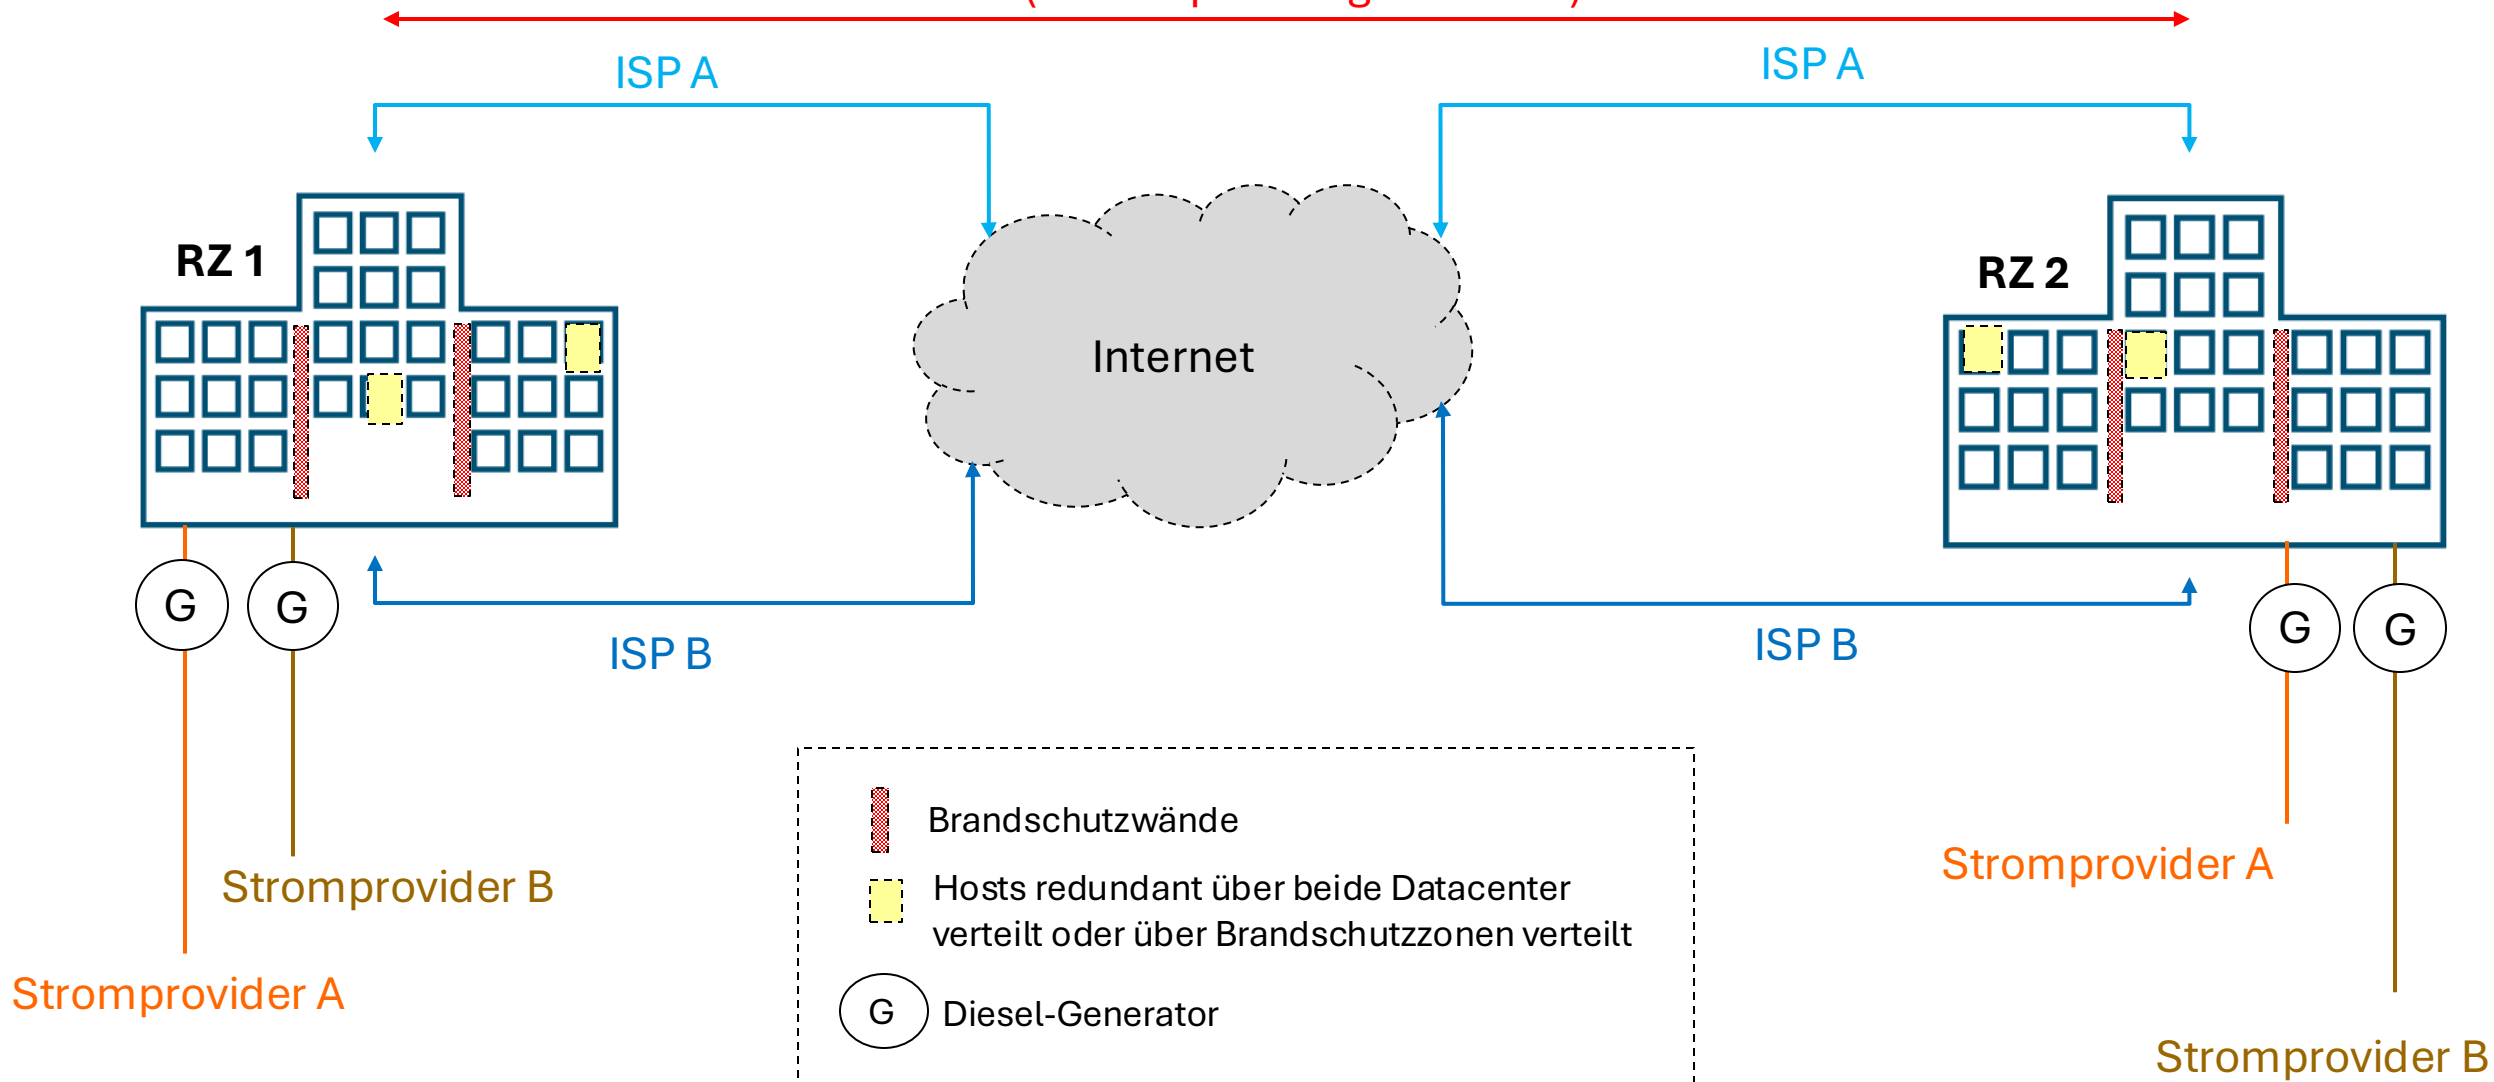 ISP A
ISP A
RZ 1
RZ 2
Internet
G
G
ISP B
ISP B
G
G
Stromprovider B
Stromprovider A
Stromprovider A
Stromprovider B
Brandschutzwände
Hosts redundant über beide Datacenter
verteilt oder über Brandschutzzonen verteilt
G
Diesel-Generator